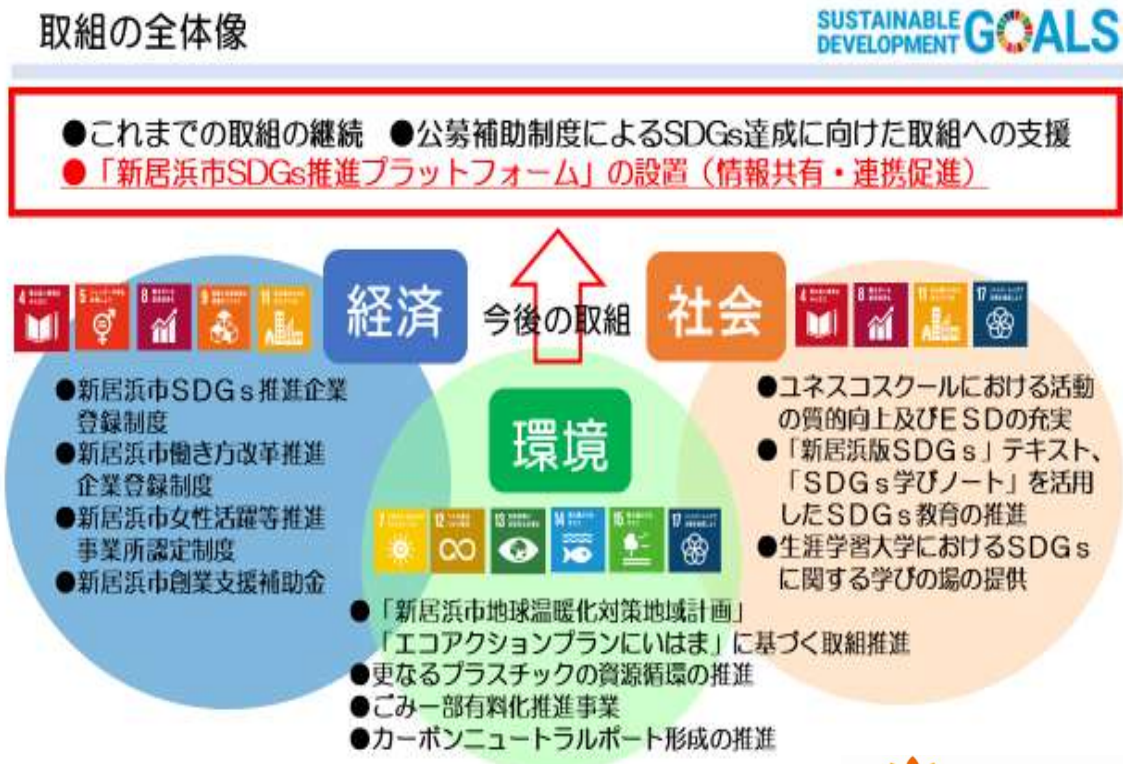 取組の全体像
SUSTAINABLE
DEVELOPMENT GOALS
●これまでの取組の継続 ●公募補助制度によるSDGs達成に向けた取組への支援
●「新居浜市SDGs推進プラットフォーム」の設置（情報共有・連携促進）
今後の取組
経済
4
5
8
9
11
●新居浜市SDGs推進企業
登録制度
●新居浜市働き方改革推進
企業登録制度
●新居浜市女性活躍等推進
事業所認定制度
●新居浜市創業支援補助金
社会
4
8
11
17
●ユネスコスクールにおける活動
の質的向上及びESDの充実
●「新居浜版SDGs」テキスト、
「SDGs学びノート」を活用
したSDGs教育の推進
●生涯学習大学におけるSDGs
に関する学びの場の提供
環境
7
12
13
14
15
17
●「新居浜市地球温暖化対策地域計画」
「エコアクションプランにいはま」に基づく取組推進
●更なるプラスチックの資源循環の推進
●ごみ一部有料化推進事業
●カーボンニュートラルポート形成の推進